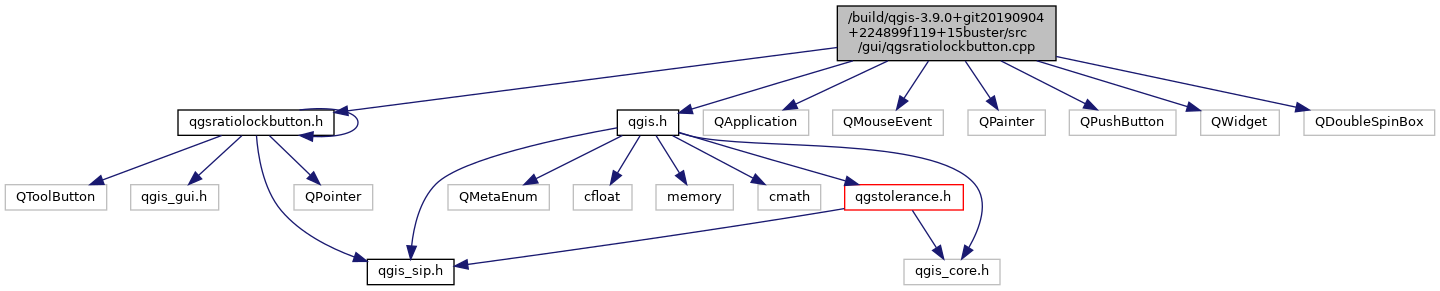 /build/qgis-3.9.0+git20190904
+224899f119+15buster/src
/gui/qgsratiolockbutton.cpp
qgsratiolockbutton.h
qgis.h
QApplication
QMouseEvent
QPainter
QPushButton
QWidget
QDoubleSpinBox
QToolButton
qgis_gui.h
QPointer
QMetaEnum
cfloat
memory
cmath
qgstolerance.h
qgis_sip.h
qgis_core.h